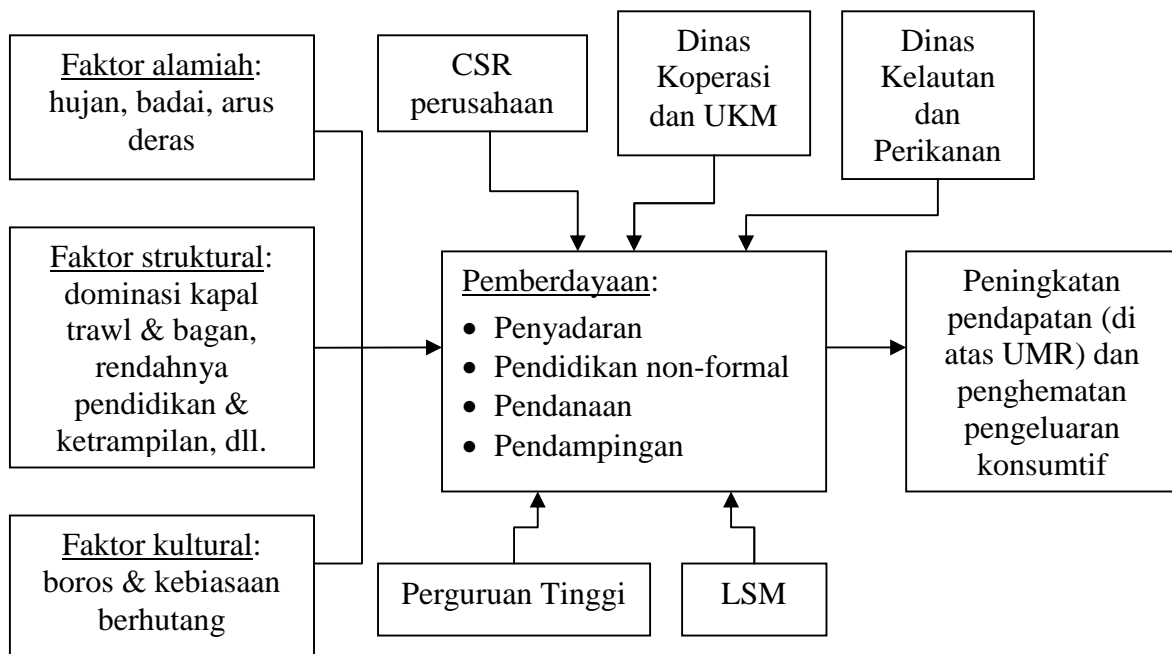 Faktor alamiah:
hujan, badai, arus
deras
CSR
perusahaan
Dinas
Koperasi
dan UKM
Dinas
Kelautan
dan
Perikanan
Faktor struktural:
dominasi kapal
trawl & bagan,
rendahnya
pendidikan &
ketrampilan, dll.
Pemberdayaan:
• Penyadaran
• Pendidikan non-formal
• Pendanaan
• Pendampingan
Peningkatan
pendapatan (di
atas UMR) dan
penghematan
pengeluaran
konsumtif
Faktor kultural:
boros & kebiasaan
berhutang
Perguruan Tinggi
LSM